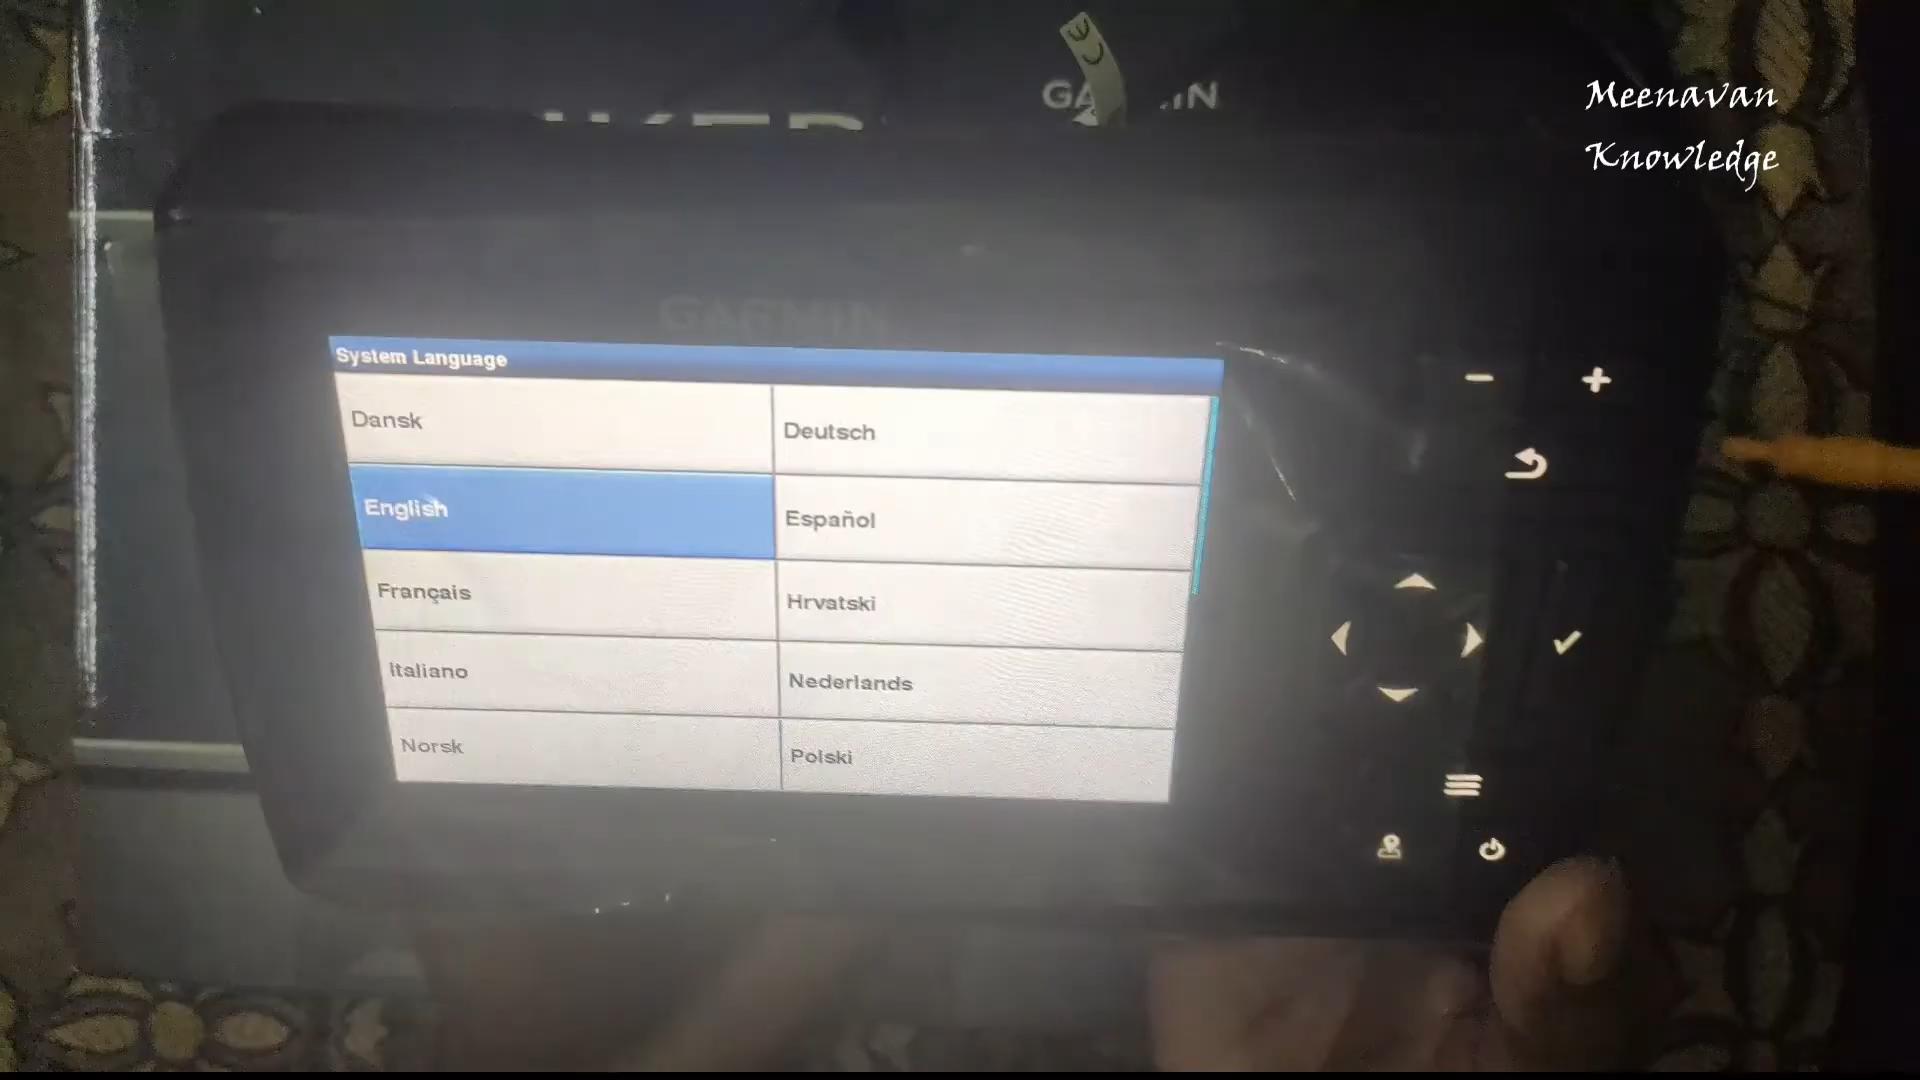 Meenavan
Knowledge
GARMIN
System Language
Dansk
Deutsch
English
Español
Français
Hrvatski
Italiano
Nederlands
Norsk
Polski